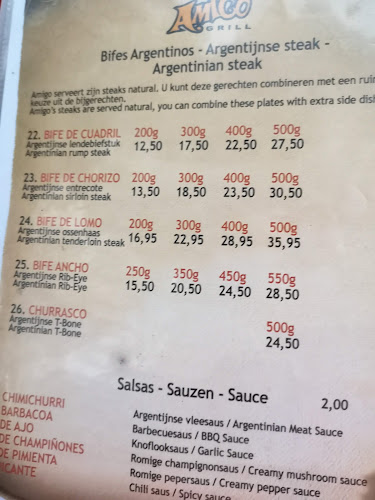 AMIGO
GRILL
Bifes Argentinos - Argentijnse steak -
Argentinian steak
Amigo serveert zijn steaks natural. U kunt deze gerechten combineren met een ruim
keuze uit de bijgerechten.
Amigo's steaks are served natural, you can combine these plates with extra side dish
22. BIFE DE CUADRIL 200g 300g 400g 500g
Argentijnse lendebiefstuk 12,50 17,50 22,50 27,50
Argentinian rump steak
23. BIFE DE CHORIZO 200g 300g 400g 500g
Argentijnse entrecote 13,50 18,50 23,50 30,50
Argentinian sirloin steak
24. BIFE DE LOMO 200g 300g 400g 500g
Argentijnse ossenhaas 16,95 22,95 28,95 35,95
Argentinian tenderloin steak
25. BIFE ANCHO 250g 350g 450g 550g
Argentijnse Rib-Eye 15,50 20,50 24,50 28,50
Argentinian Rib-Eye
26. CHURRASCO
Argentijnse T-Bone 500g
Argentinian T-Bone 24,50
Salsas - Sauzen - Sauce 2,00
CHIMICHURRI Argentijnse vleesaus / Argentinian Meat Sauce
BARBACOA Barbecuesaus / BBQ Sauce
DE AJO Knoflooksaus / Garlic Sauce
DE CHAMPIÑONES Romige champignonsaus / Creamy mushroom sauce
DE PIMIENTA Romige pepersaus / Creamy pepper sauce
ICANTE Chili saus / Spicy sauce